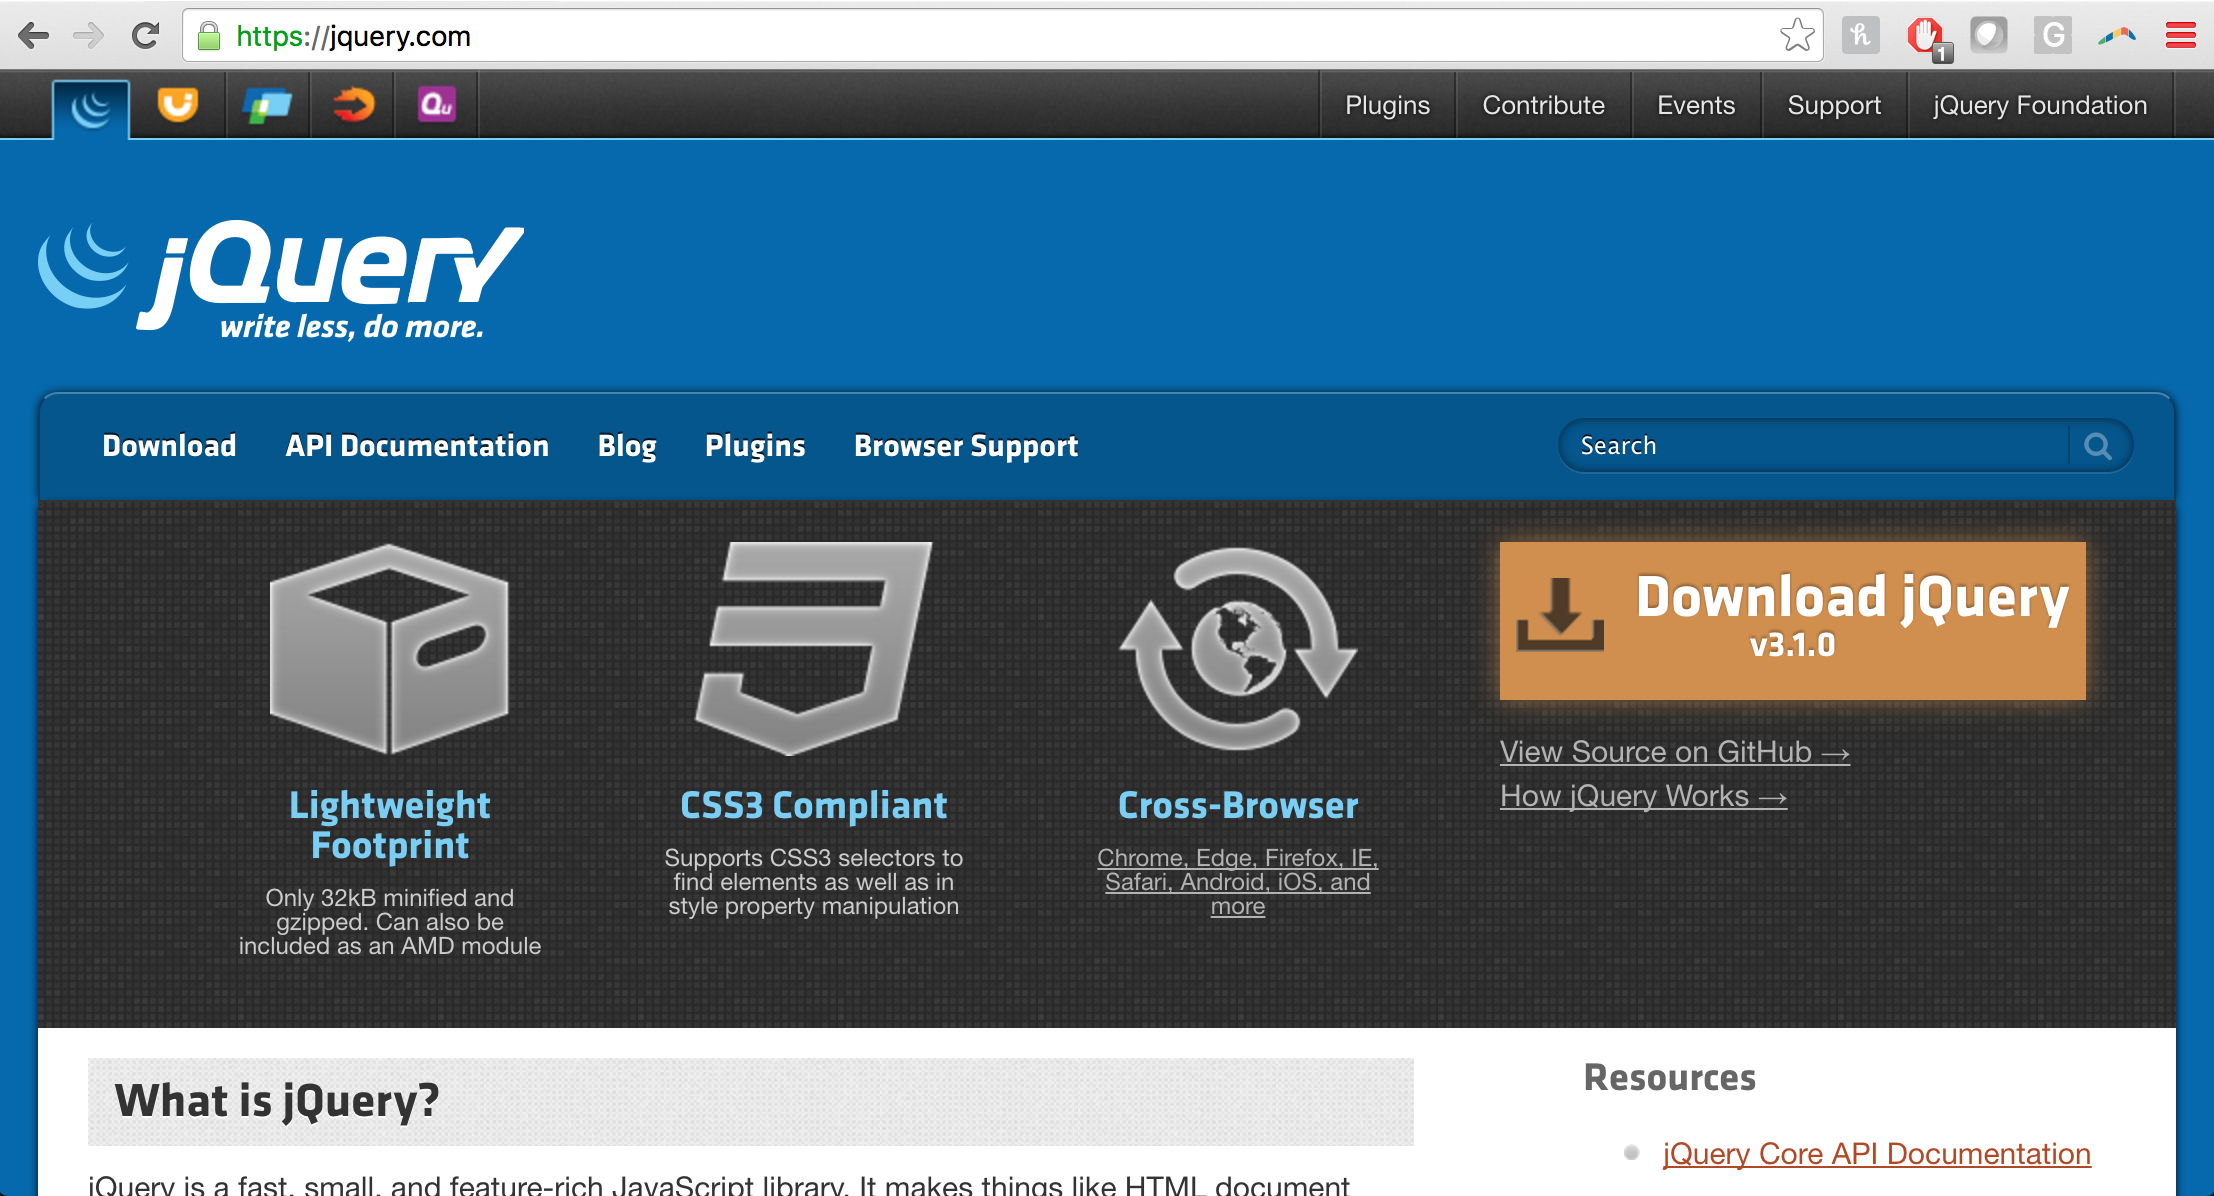 https://jquery.com
1
G
Qu
Plugins
Contribute
Events
Support
jQuery Foundation
jQuery
write less, do more.
Download
API Documentation
Blog
Plugins
Browser Support
Search
Lightweight
Footprint
Only 32kB minified and
gzipped. Can also be
included as an AMD module
CSS3 Compliant
Supports CSS3 selectors to
find elements as well as in
style property manipulation
Cross-Browser
Chrome, Edge, Firefox, IE,
Safari, Android, iOS, and
more
Download jQuery
v3.1.0
View Source on GitHub →
How jQuery Works →
What is jQuery?
jQuery is a fast, small, and feature-rich JavaScript library. It makes things like HTML document
Resources
jQuery Core API Documentation